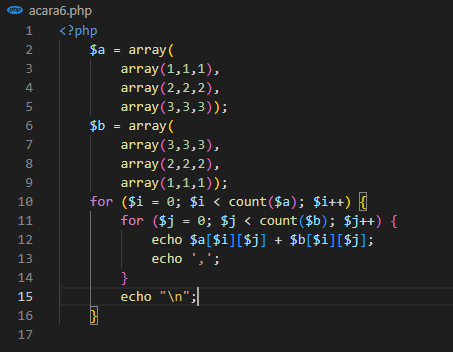 acara6.php
1 <?php
2     $a = array(
3         array(1,1,1),
4         array(2,2,2),
5         array(3,3,3));
6     $b = array(
7         array(3,3,3),
8         array(2,2,2),
9         array(1,1,1));
10     for ($i = 0; $i < count($a); $i++) {
11         for ($j = 0; $j < count($b); $j++) {
12             echo $a[$i][$j] + $b[$i][$j];
13             echo ',';
14         }
15         echo "\n";
16     }
17